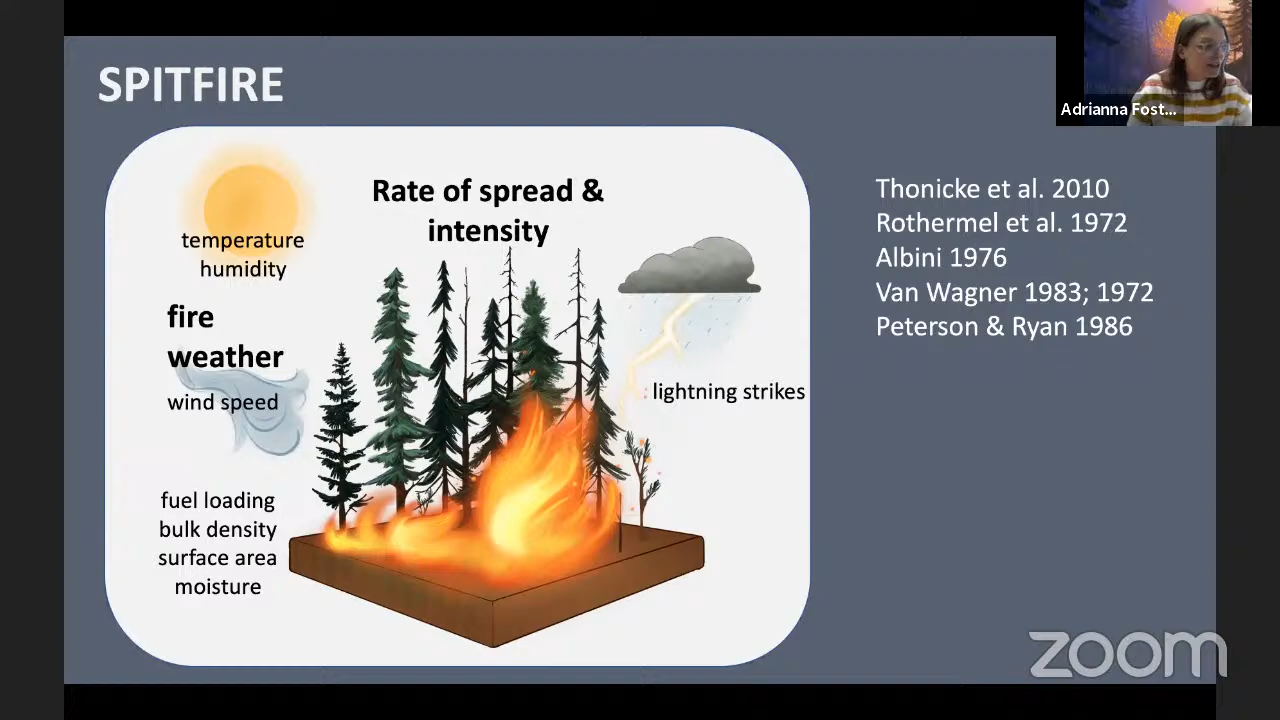 SPITFIRE
Adrianna Fost...
Rate of spread &
intensity
temperature
humidity
fire
weather
wind speed
lightning strikes
fuel loading
bulk density
surface area
moisture
Thonicke et al. 2010
Rothermel et al. 1972
Albini 1976
Van Wagner 1983; 1972
Peterson & Ryan 1986
zoom